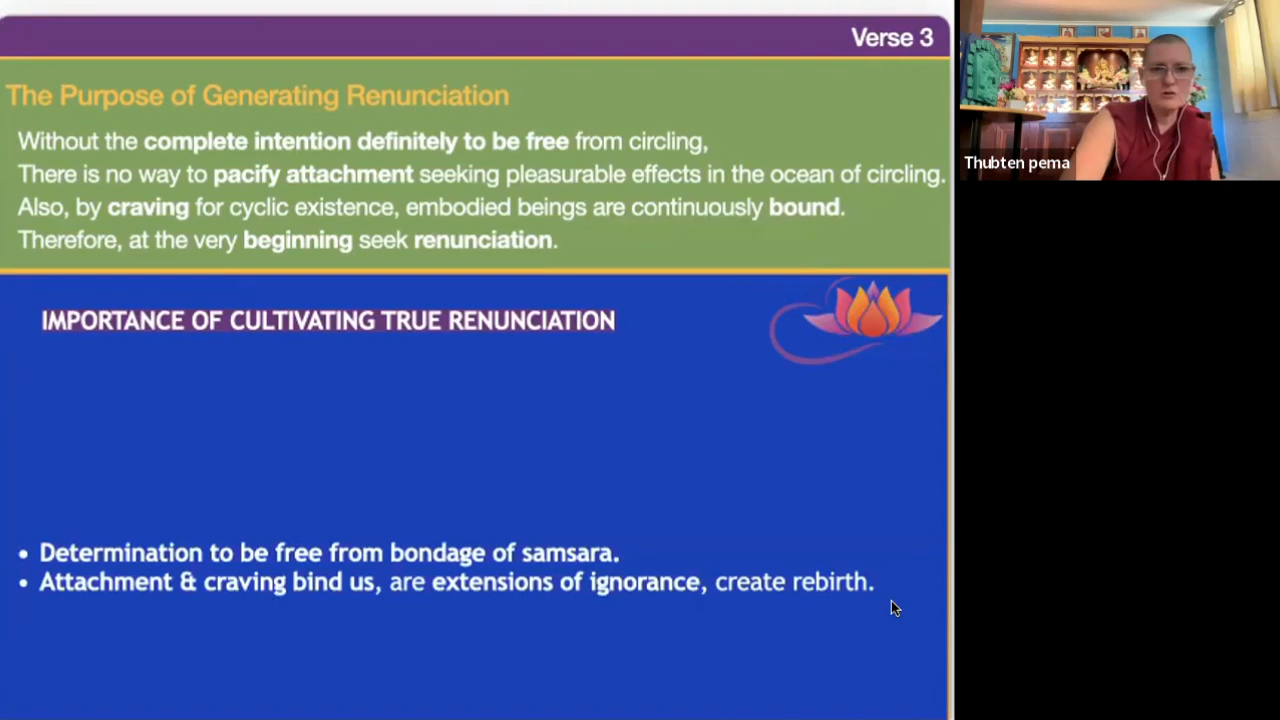 Verse 3
The Purpose of Generating Renunciation
Without the complete intention definitely to be free from circling,
There is no way to pacify attachment seeking pleasurable effects in the ocean of circling.
Also, by craving for cyclic existence, embodied beings are continuously bound.
Therefore, at the very beginning seek renunciation.
IMPORTANCE OF CULTIVATING TRUE RENUNCIATION
• Determination to be free from bondage of samsara.
• Attachment & craving bind us, are extensions of ignorance, create rebirth.
Thubten pema